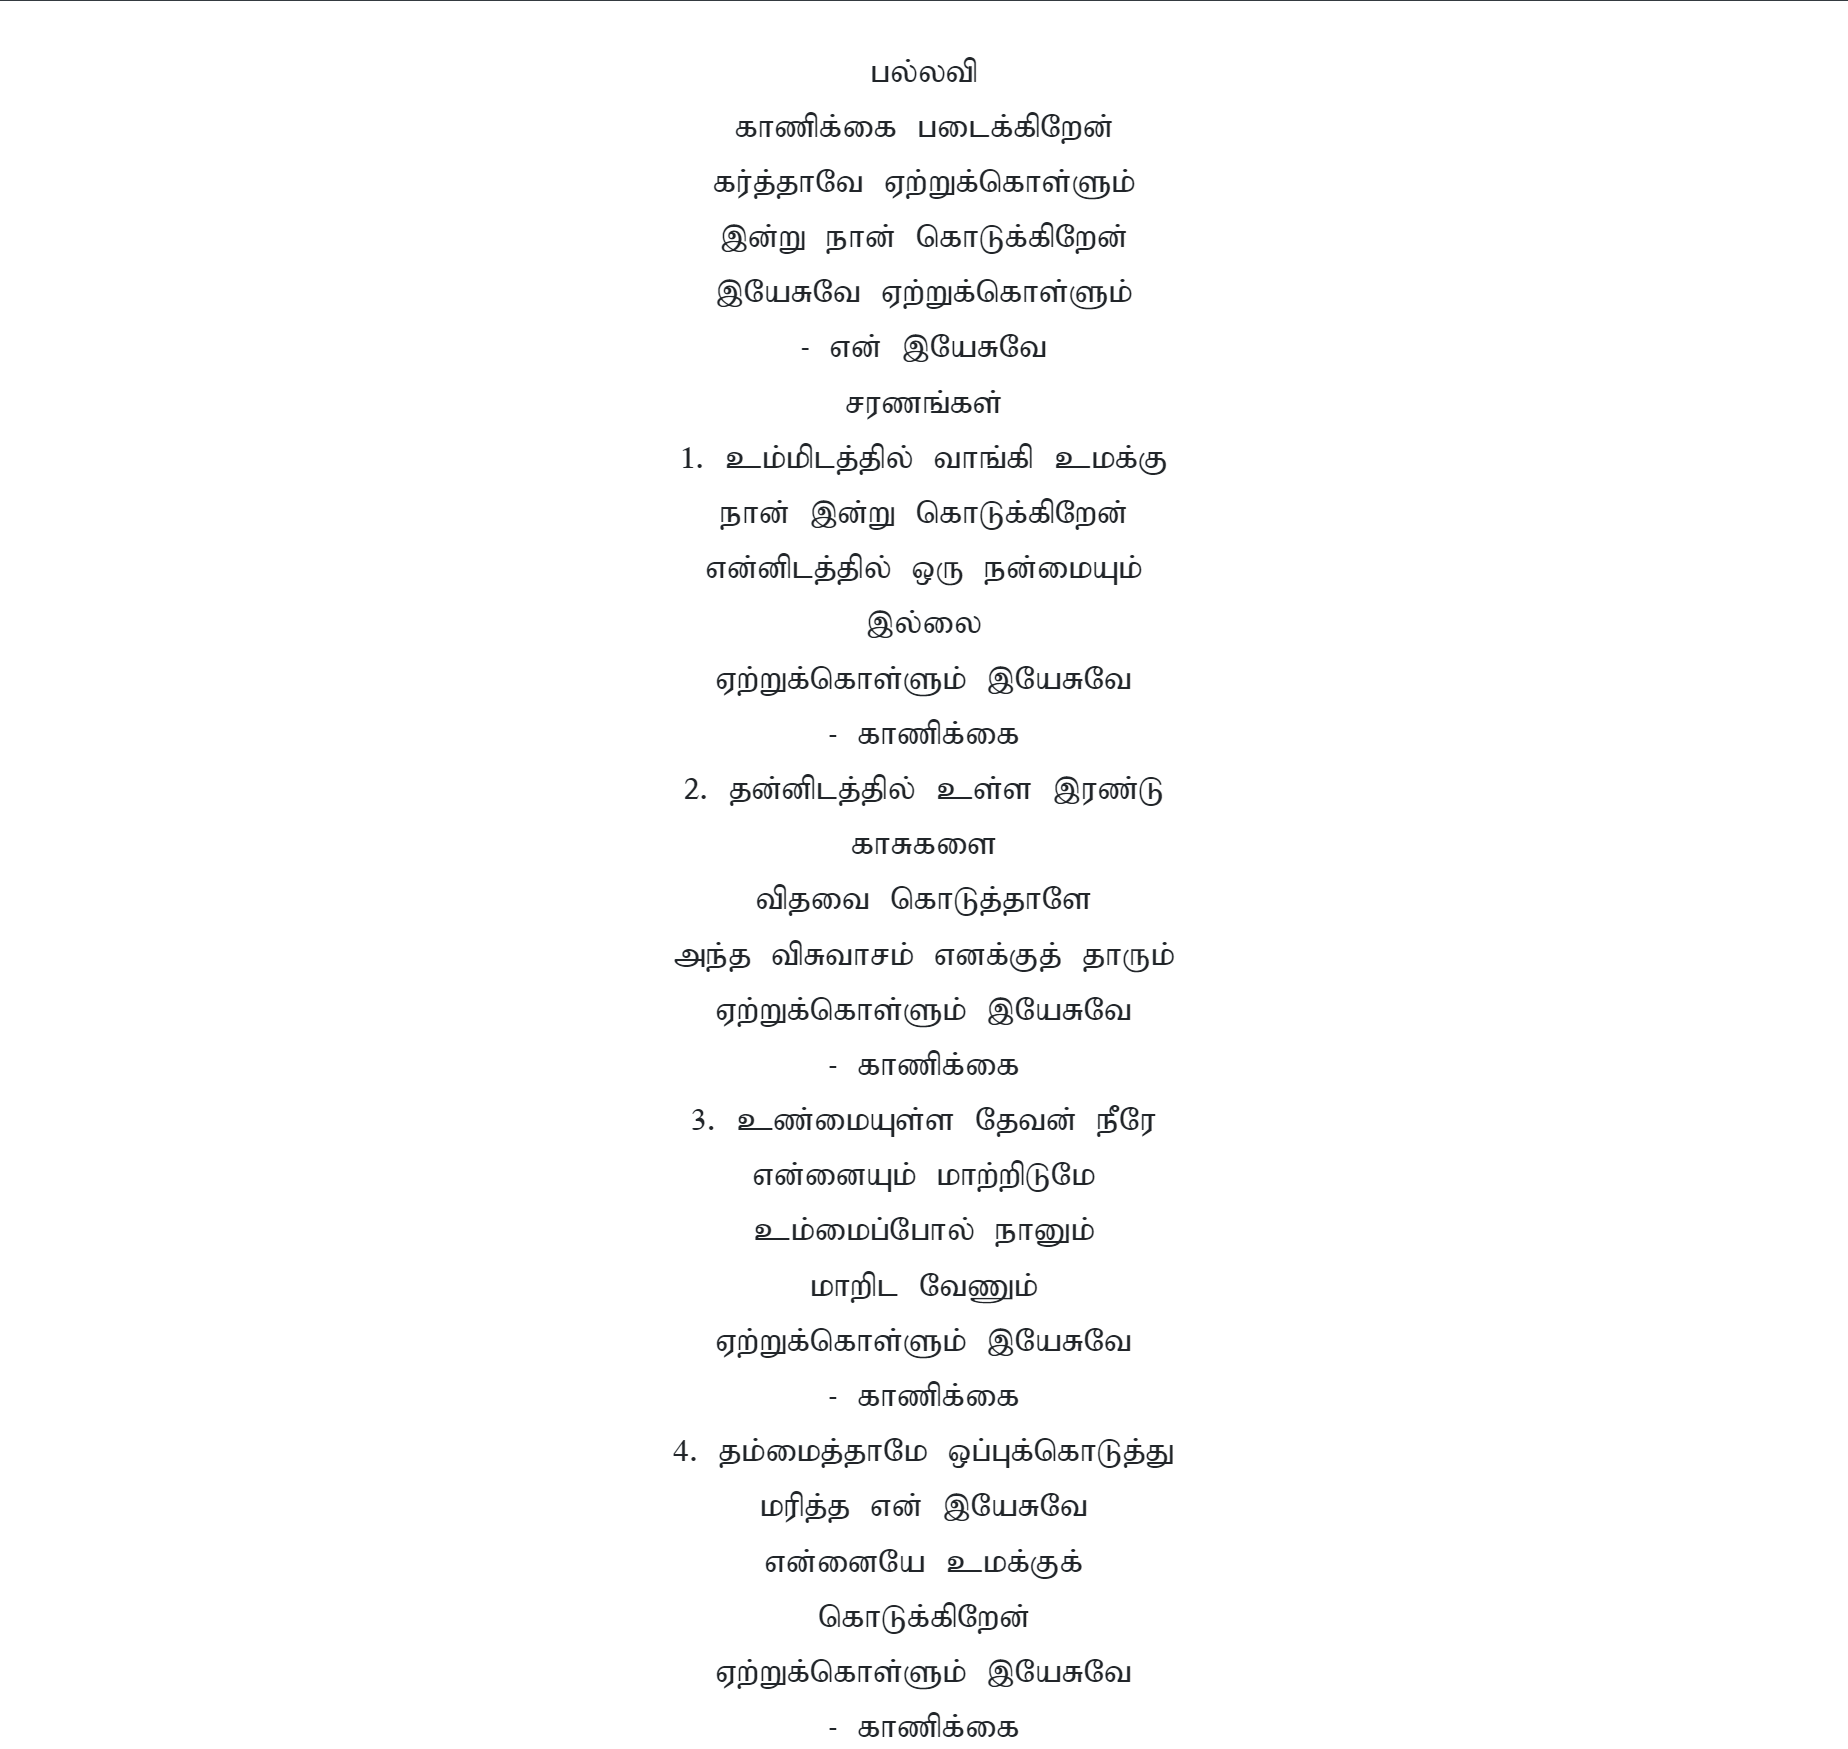 பல்லவி
காணிக்கை படைக்கிறேன்
கர்த்தாவே ஏற்றுக்கொள்ளும்
இன்று நான் கொடுக்கிறேன்
இயேசுவே ஏற்றுக்கொள்ளும்
- என் இயேசுவே
சரணங்கள்
1. உம்மிடத்தில் வாங்கி உமக்கு
நான் இன்று கொடுக்கிறேன்
என்னிடத்தில் ஒரு நன்மையும்
இல்லை
ஏற்றுக்கொள்ளும் இயேசுவே
- காணிக்கை
2. தன்னிடத்தில் உள்ள இரண்டு
காசுகளை
விதவை கொடுத்தாளே
அந்த விசுவாசம் எனக்குத் தாரும்
ஏற்றுக்கொள்ளும் இயேசுவே
- காணிக்கை
3. உண்மையுள்ள தேவன் நீரே
என்னையும் மாற்றிடுமே
உம்மைப்போல் நானும்
மாறிட வேணும்
ஏற்றுக்கொள்ளும் இயேசுவே
- காணிக்கை
4. தம்மைத்தாமே ஒப்புக்கொடுத்து
மரித்த என் இயேசுவே
என்னையே உமக்குக்
கொடுக்கிறேன்
ஏற்றுக்கொள்ளும் இயேசுவே
- காணிக்கை